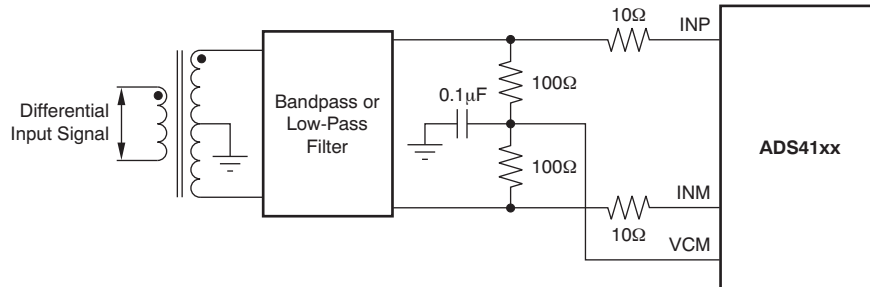 10Ω
INP
100Ω
0.1µF
Differential
Input Signal
Bandpass or
Low-Pass
Filter
ADS41xx
100Ω
INM
10Ω
VCM